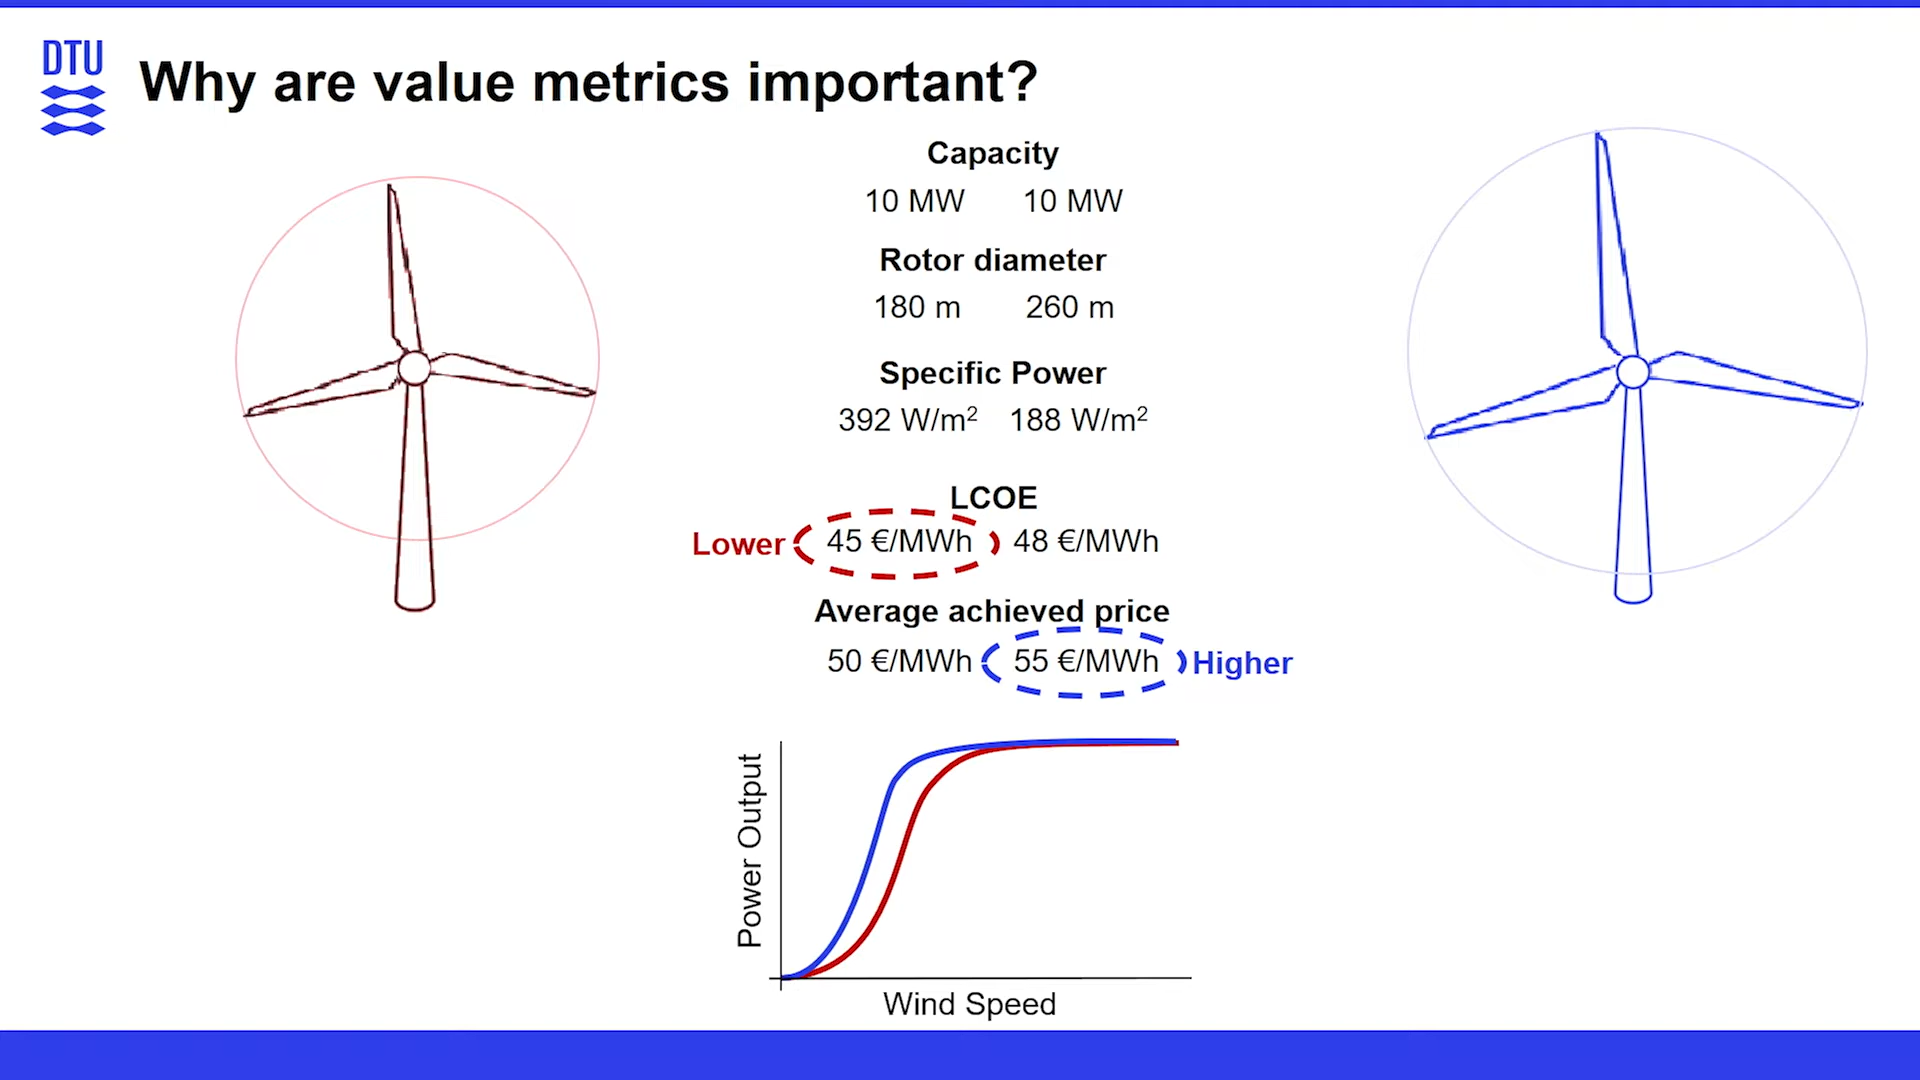 DTU
Why are value metrics important?
Capacity
10 MW 10 MW
Rotor diameter
180 m 260 m
Specific Power
392 W/m² 188 W/m²
LCOE
Lower 45 €/MWh 48 €/MWh
Average achieved price
50 €/MWh 55 €/MWh Higher
Power Output
Wind Speed